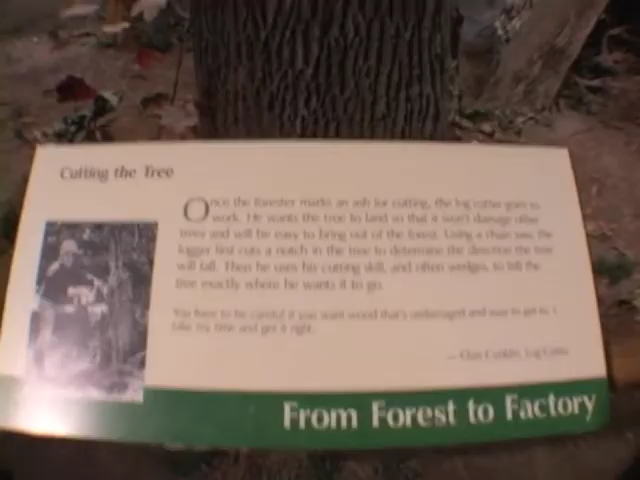 Cutting the Tree
Once the forester marks an ash for cutting, the log cutter goes to
work. He wants the tree to land so that it won't damage other
trees and will be easy to bring out of the forest. Using a chain saw, the
logger first cuts a notch in the tree to determine the direction the tree
will fall. Then he uses his cutting skill, and often wedges, to fell the
tree exactly where he wants it to go.
You have to be careful if you want wood that's undamaged and easy to get to. I
take my time and get it right.
Log Cutter
From Forest to Factory